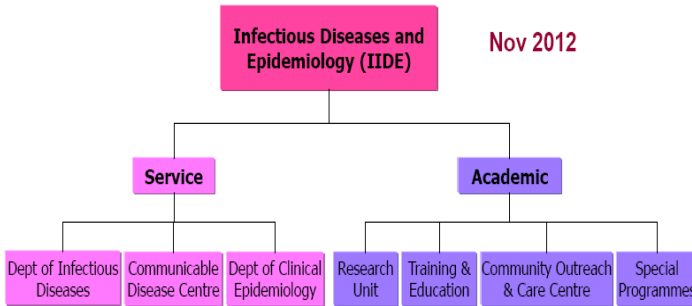 Infectious Diseases and
Epidemiology (IIDE)
Nov 2012
Service
Academic
Dept of Infectious
Diseases
Communicable
Disease Centre
Dept of Clinical
Epidemiology
Research
Unit
Training &
Education
Community Outreach
& Care Centre
Special
Programmes